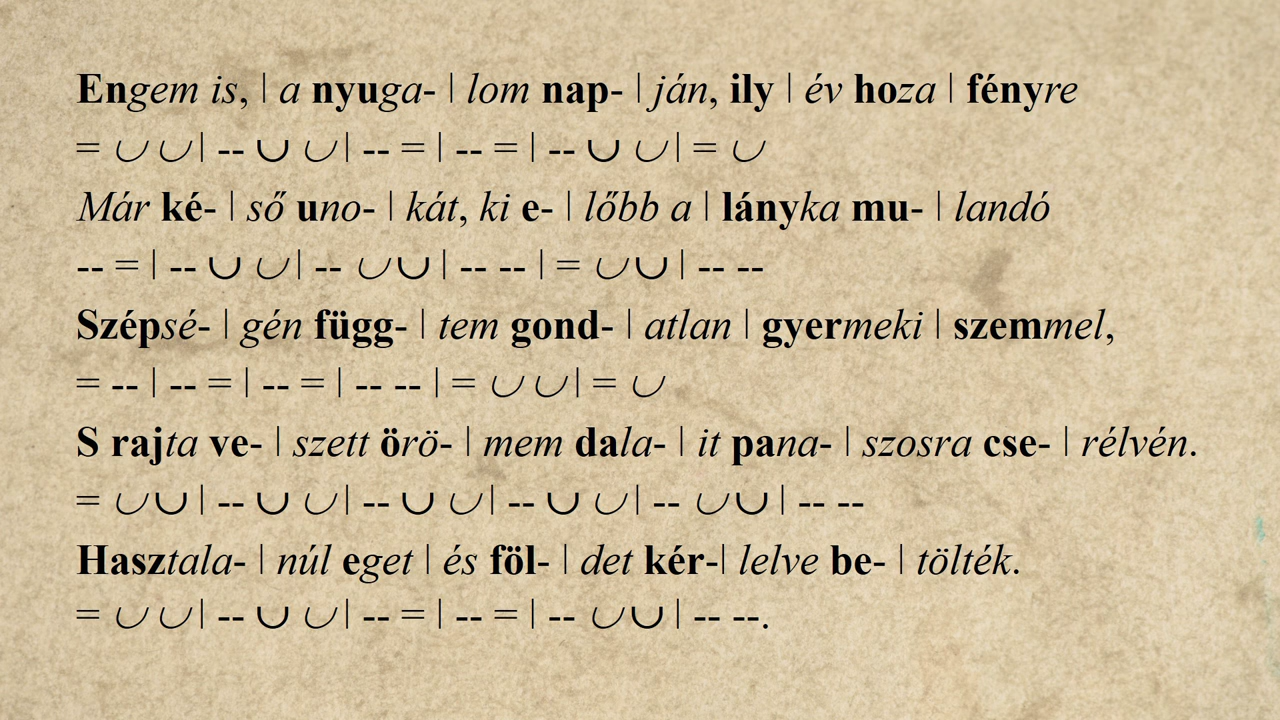 Engem is, | a nyuga- | lom nap- | ján, ily | év hoza | fényre
= ∪ ∪ | -- ∪ ∪ | -- = | -- = | -- ∪ ∪ | = ∪
Már ké- | ső uno- | kát, ki e- | lőbb a | lányka mu- | landó
-- = | -- ∪ ∪ | -- ∪ ∪ | -- -- | = ∪ ∪ | -- --
Szépsé- | gén függ- | tem gond- | atlan | gyermeki | szemmel,
= -- | -- = | -- = | -- -- | = ∪ ∪ | = ∪
S rajta ve- | szett örö- | mem dala- | it pana- | szosra cse- | rélvén.
= ∪ ∪ | -- ∪ ∪ | -- ∪ ∪ | -- ∪ ∪ | -- ∪ ∪ | -- --
Hasztala- | núl eget | és föl- | det kér-| lelve be- | tölték.
= ∪ ∪ | -- ∪ ∪ | -- = | -- = | -- ∪ ∪ | -- --.